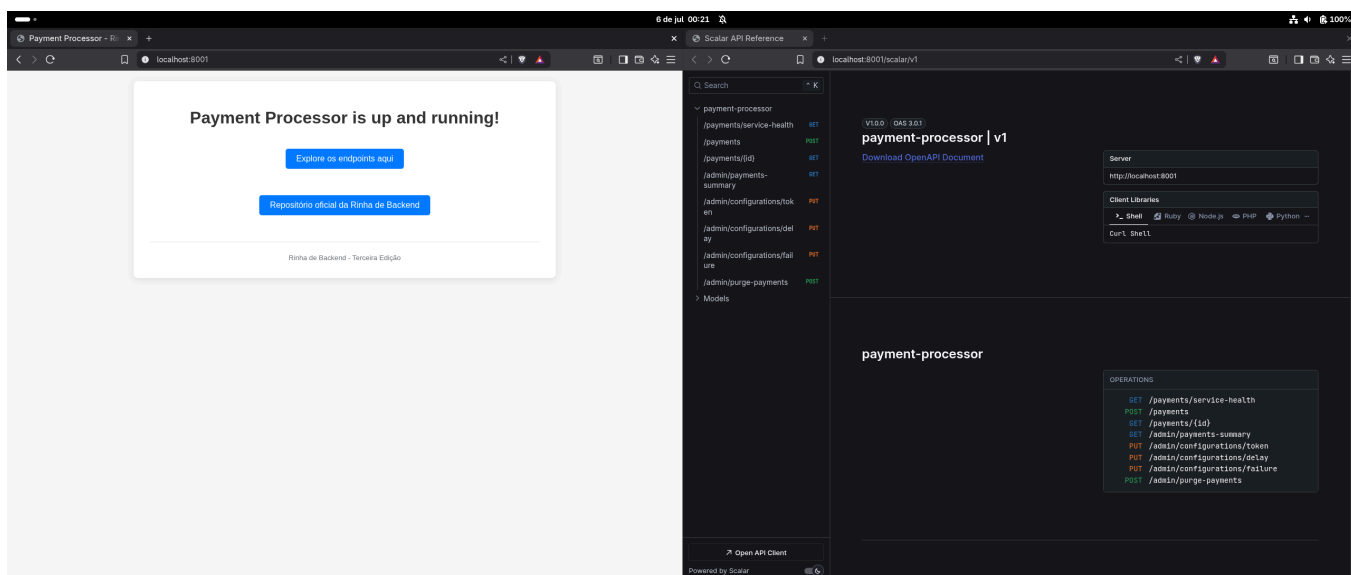 6 de jul 00:21
100%
Payment Processor - Ri
localhost:8001
Payment Processor is up and running!
Explore os endpoints aqui
Repositório oficial da Rinha de Backend
Rinha de Backend - Terceira Edição
Scalar API Reference
localhost:8001/scalar/v1
Search
^ K
payment-processor
/payments/service-health GET
/payments POST
/payments/{id} GET
/admin/payments-
summary GET
/admin/configurations/tok
en PUT
/admin/configurations/del
ay PUT
/admin/configurations/fail
ure PUT
/admin/purge-payments POST
Models
Open API Client
Powered by Scalar
V1.0.0 OAS 3.0.1
payment-processor | v1
Download OpenAPI Document
Server
http://localhost:8001
Client Libraries
Shell Ruby Node.js PHP Python
Curl Shell
payment-processor
OPERATIONS
GET /payments/service-health
POST /payments
GET /payments/{id}
GET /admin/payments-summary
PUT /admin/configurations/token
PUT /admin/configurations/delay
PUT /admin/configurations/failure
POST /admin/purge-payments